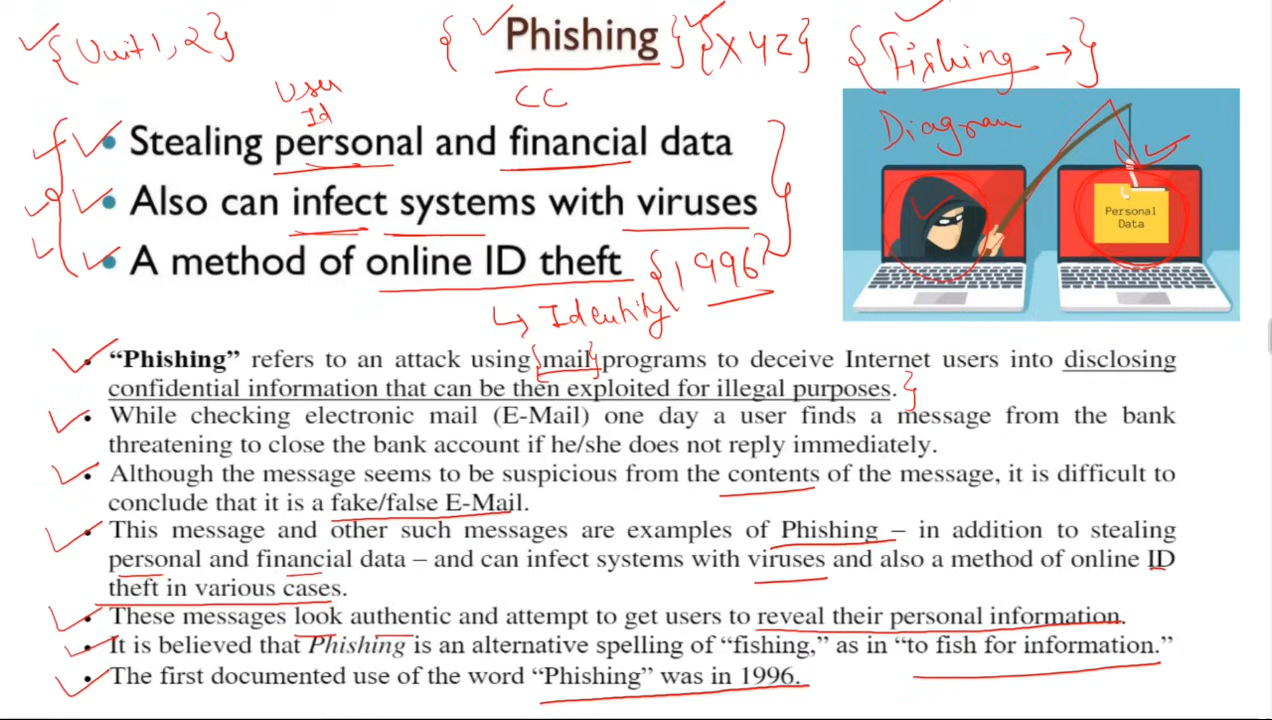 {Unit 1, 2}
{Phishing} {XYZ} {Fishing →}
CC
User
Id
Diagram
• Stealing personal and financial data
• Also can infect systems with viruses
• A method of online ID theft {1996}
↳ Identity
Personal
Data
• “Phishing” refers to an attack using {mail} programs to deceive Internet users into disclosing
confidential information that can be then exploited for illegal purposes. }
• While checking electronic mail (E-Mail) one day a user finds a message from the bank
threatening to close the bank account if he/she does not reply immediately.
• Although the message seems to be suspicious from the contents of the message, it is difficult to
conclude that it is a fake/false E-Mail.
• This message and other such messages are examples of Phishing – in addition to stealing
personal and financial data – and can infect systems with viruses and also a method of online ID
theft in various cases.
• These messages look authentic and attempt to get users to reveal their personal information.
• It is believed that Phishing is an alternative spelling of “fishing,” as in “to fish for information.”
• The first documented use of the word “Phishing” was in 1996.